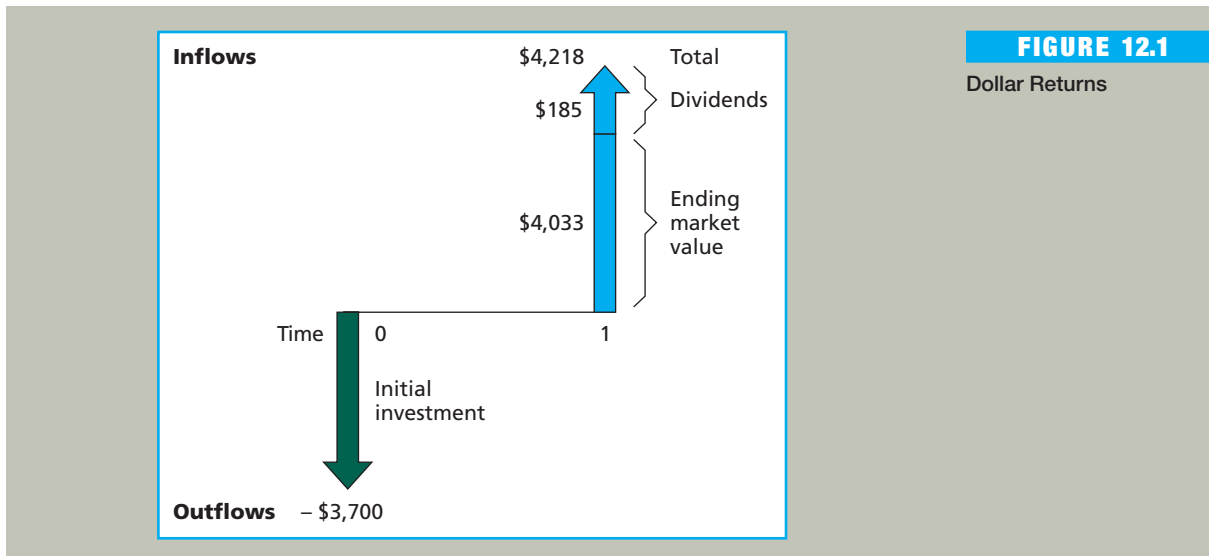 Inflows
$4,218
Total
$185
Dividends
$4,033
Ending
market
value
Time
0
1
Initial
investment
Outflows
– $3,700
FIGURE 12.1
Dollar Returns